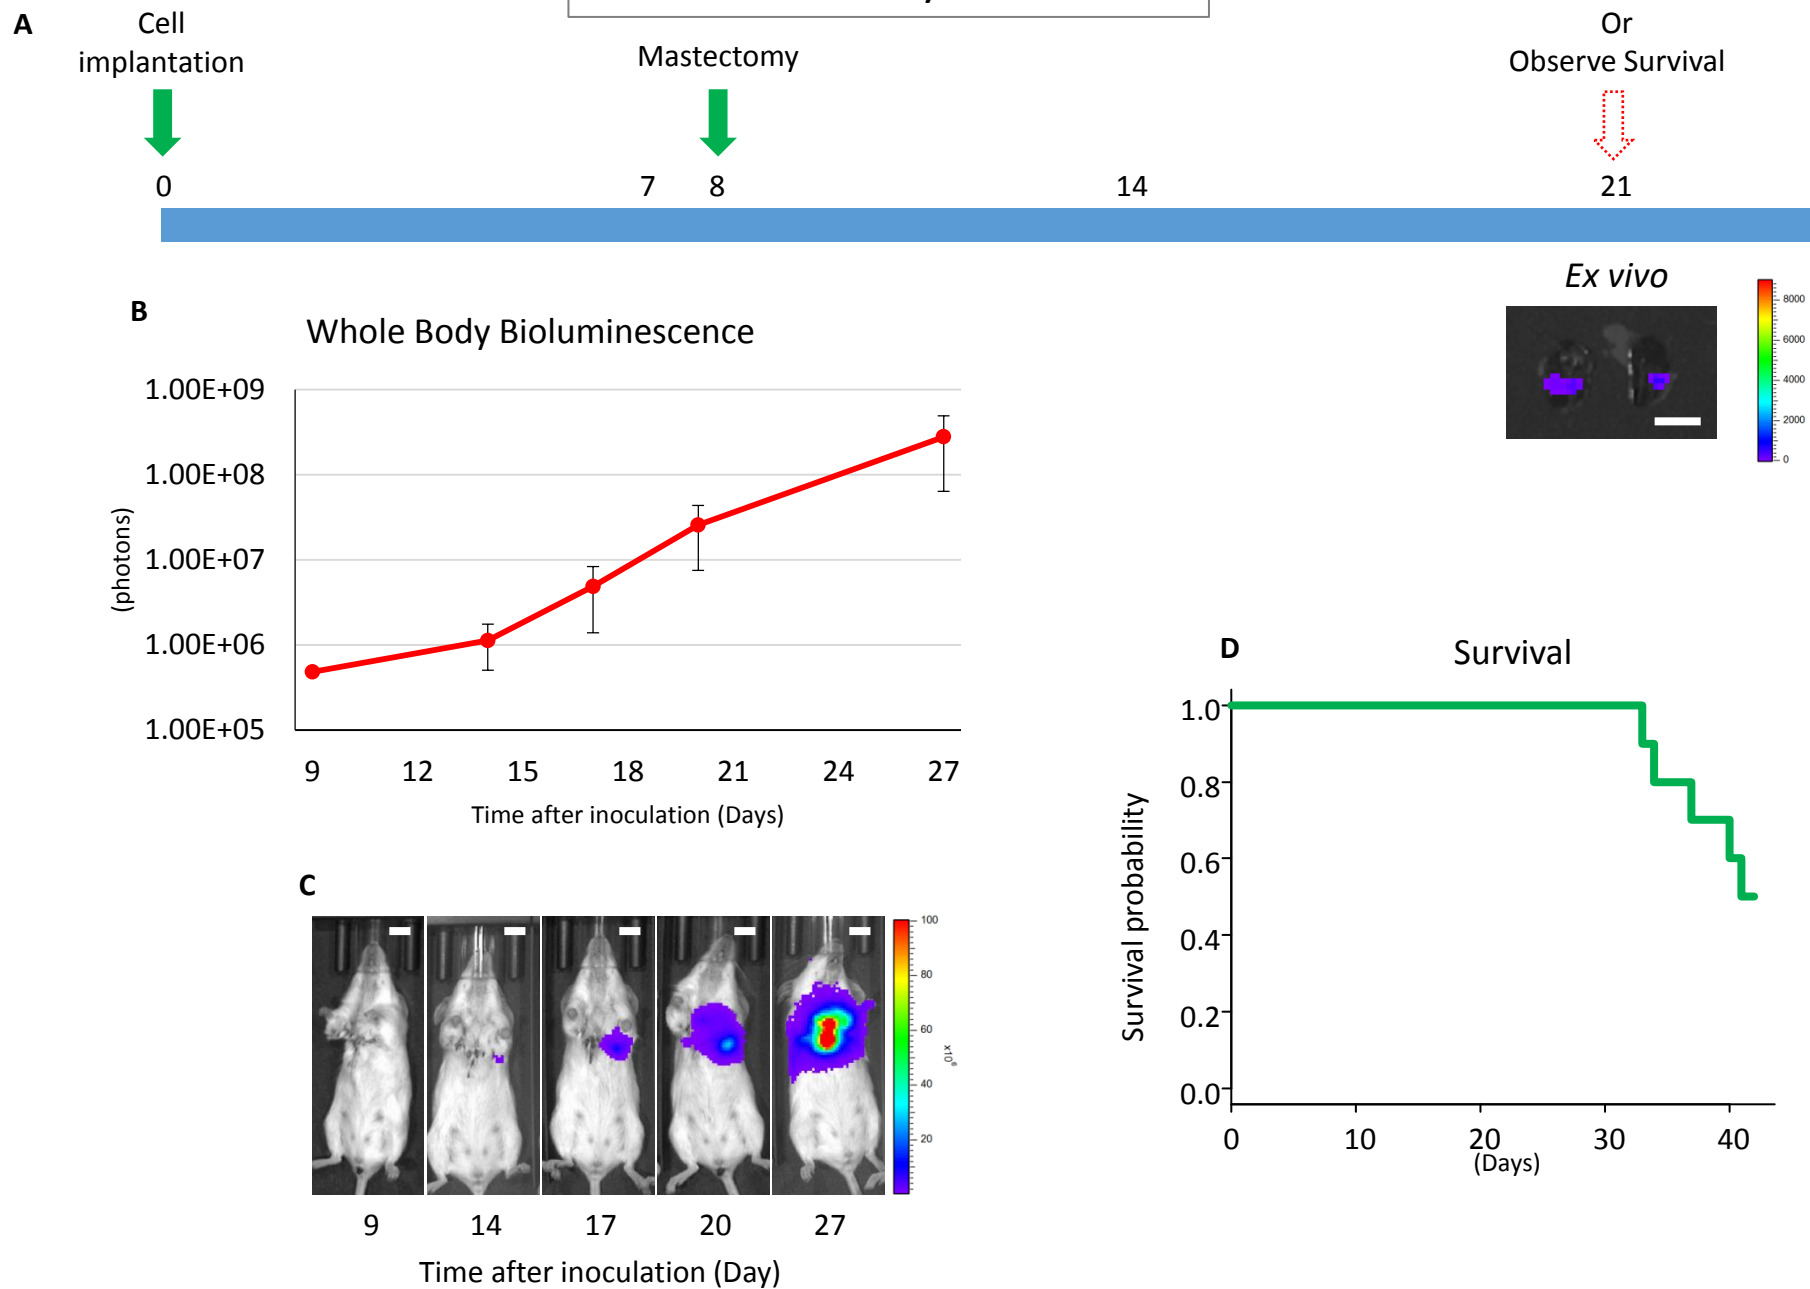 A
Cell
implantation
Mastectomy
Or
Observe Survival
0
7
8
14
21
Ex vivo
8000
6000
4000
2000
0
B
Whole Body Bioluminescence
1.00E+09
1.00E+08
1.00E+07
1.00E+06
1.00E+05
(photons)
9
12
15
18
21
24
27
Time after inoculation (Days)
C
100
80
60
40
20
9
14
17
20
27
Time after inoculation (Day)
D
Survival
1.0
0.8
0.6
0.4
0.2
0.0
Survival probability
0
10
20
30
40
(Days)